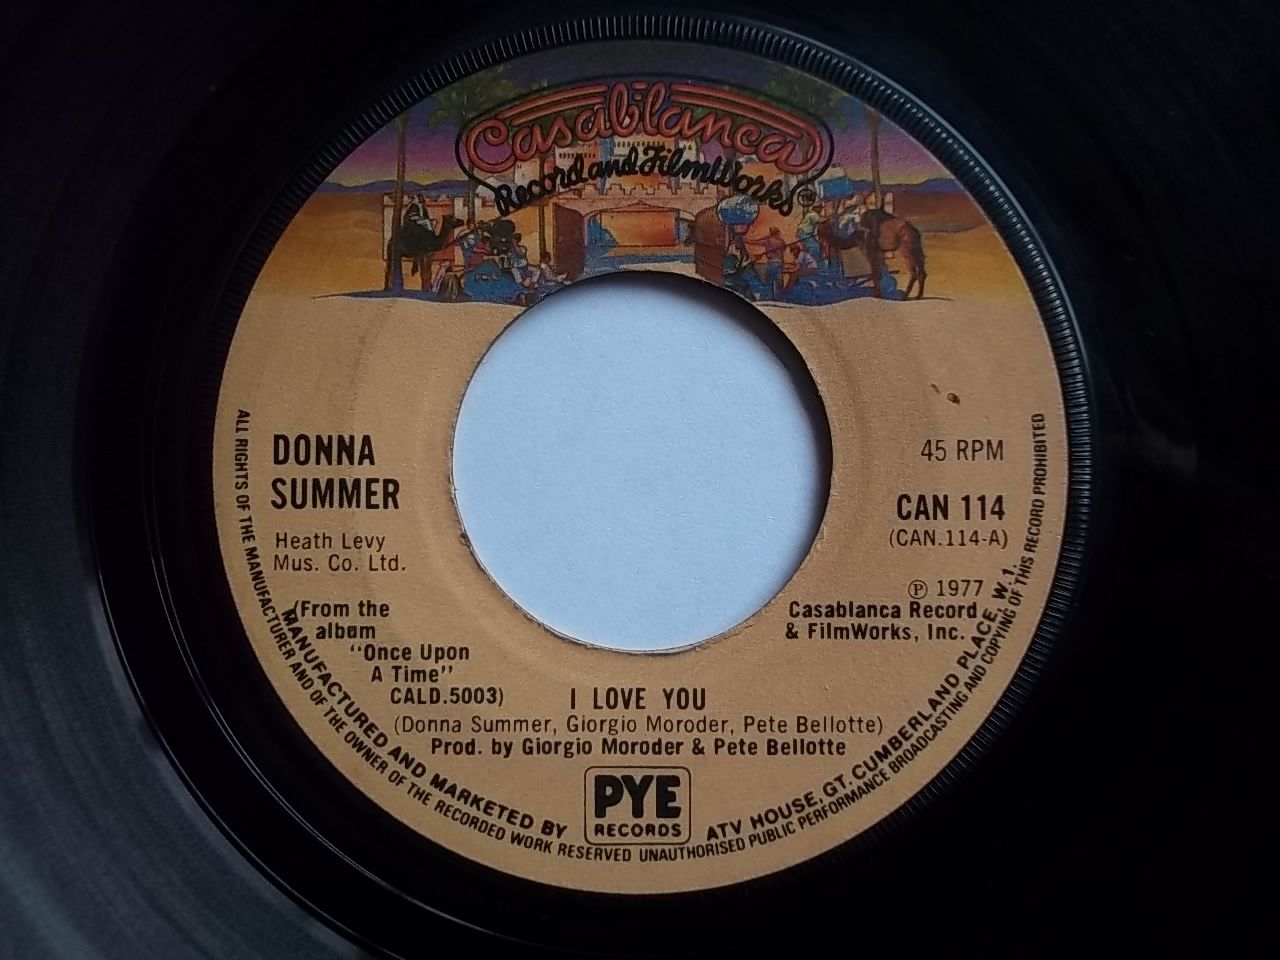 Casablanca
Record and FilmWorks
DONNA
SUMMER
Heath Levy
Mus. Co. Ltd.
(From the
album
"Once Upon
A Time"
CALD.5003)
45 RPM
CAN 114
(CAN.114-A)
℗ 1977
Casablanca Record
& FilmWorks, Inc.
I LOVE YOU
(Donna Summer, Giorgio Moroder, Pete Bellotte)
Prod. by Giorgio Moroder & Pete Bellotte
PYE
RECORDS
MANUFACTURED AND MARKETED BY
ATV HOUSE, GT. CUMBERLAND PLACE, W.1.
ALL RIGHTS OF THE MANUFACTURER AND OF THE OWNER OF THE RECORDED WORK RESERVED UNAUTHORISED PUBLIC PERFORMANCE BROADCASTING AND COPYING OF THIS RECORD PROHIBITED